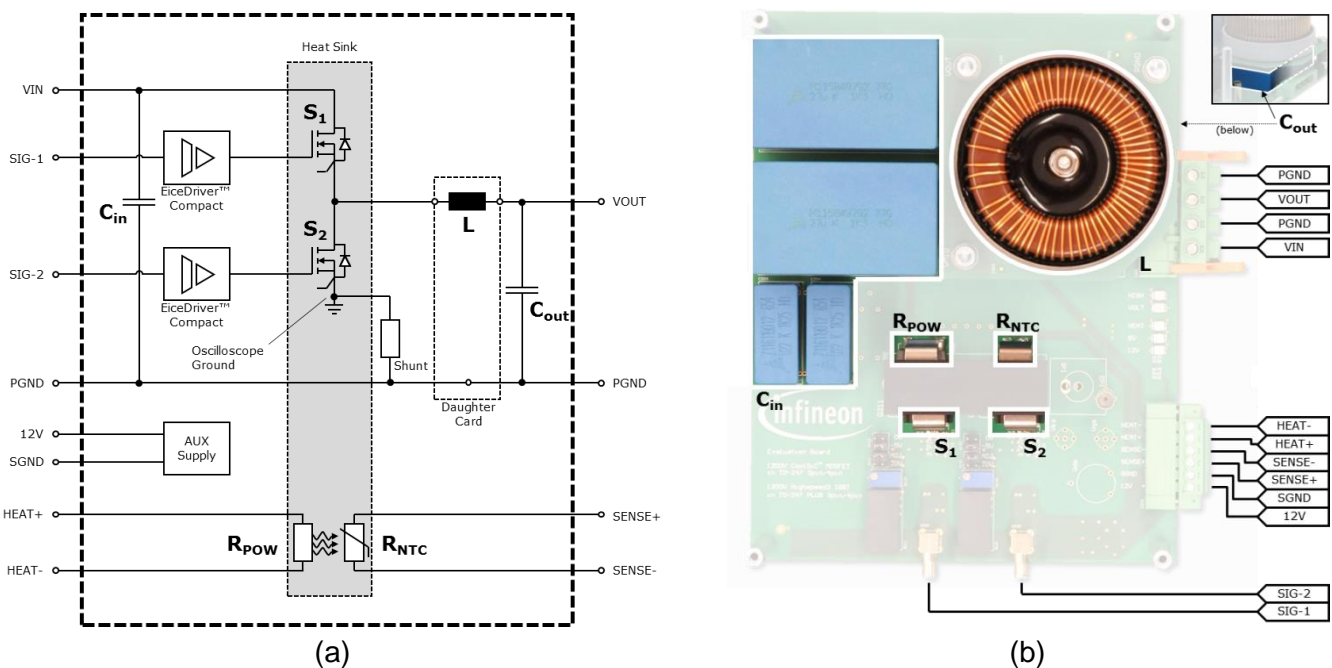 Heat Sink
VIN
S1
SIG-1
EiceDriver™
Compact
Cin
VOUT
L
S2
SIG-2
EiceDriver™
Compact
Cout
Oscilloscope
Ground
Shunt
PGND
PGND
Daughter
Card
12V
SGND
AUX
Supply
HEAT+
SENSE+
RPOW
RNTC
HEAT-
SENSE-
(a)
Cout
(below)
PGND
VOUT
PGND
VIN
L
RPOW
RNTC
Cin
infineon
S1
S2
Evaluation Board
HEAT-
HEAT+
SENSE-
SENSE+
SGND
12V
SIG-2
SIG-1
(b)